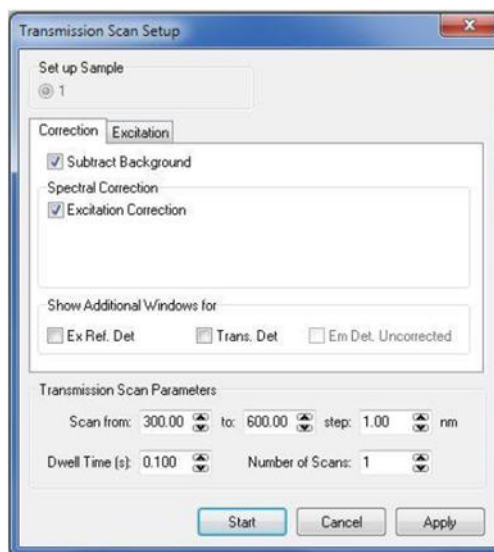 Transmission Scan Setup
Set up Sample
1
Correction Excitation
Subtract Background
Spectral Correction
Excitation Correction
Show Additional Windows for
Ex Ref. Det Trans. Det Em Det. Uncorrected
Transmission Scan Parameters
Scan from: 300.00 to: 600.00 step: 1.00 nm
Dwell Time (s): 0.100 Number of Scans: 1
Start Cancel Apply